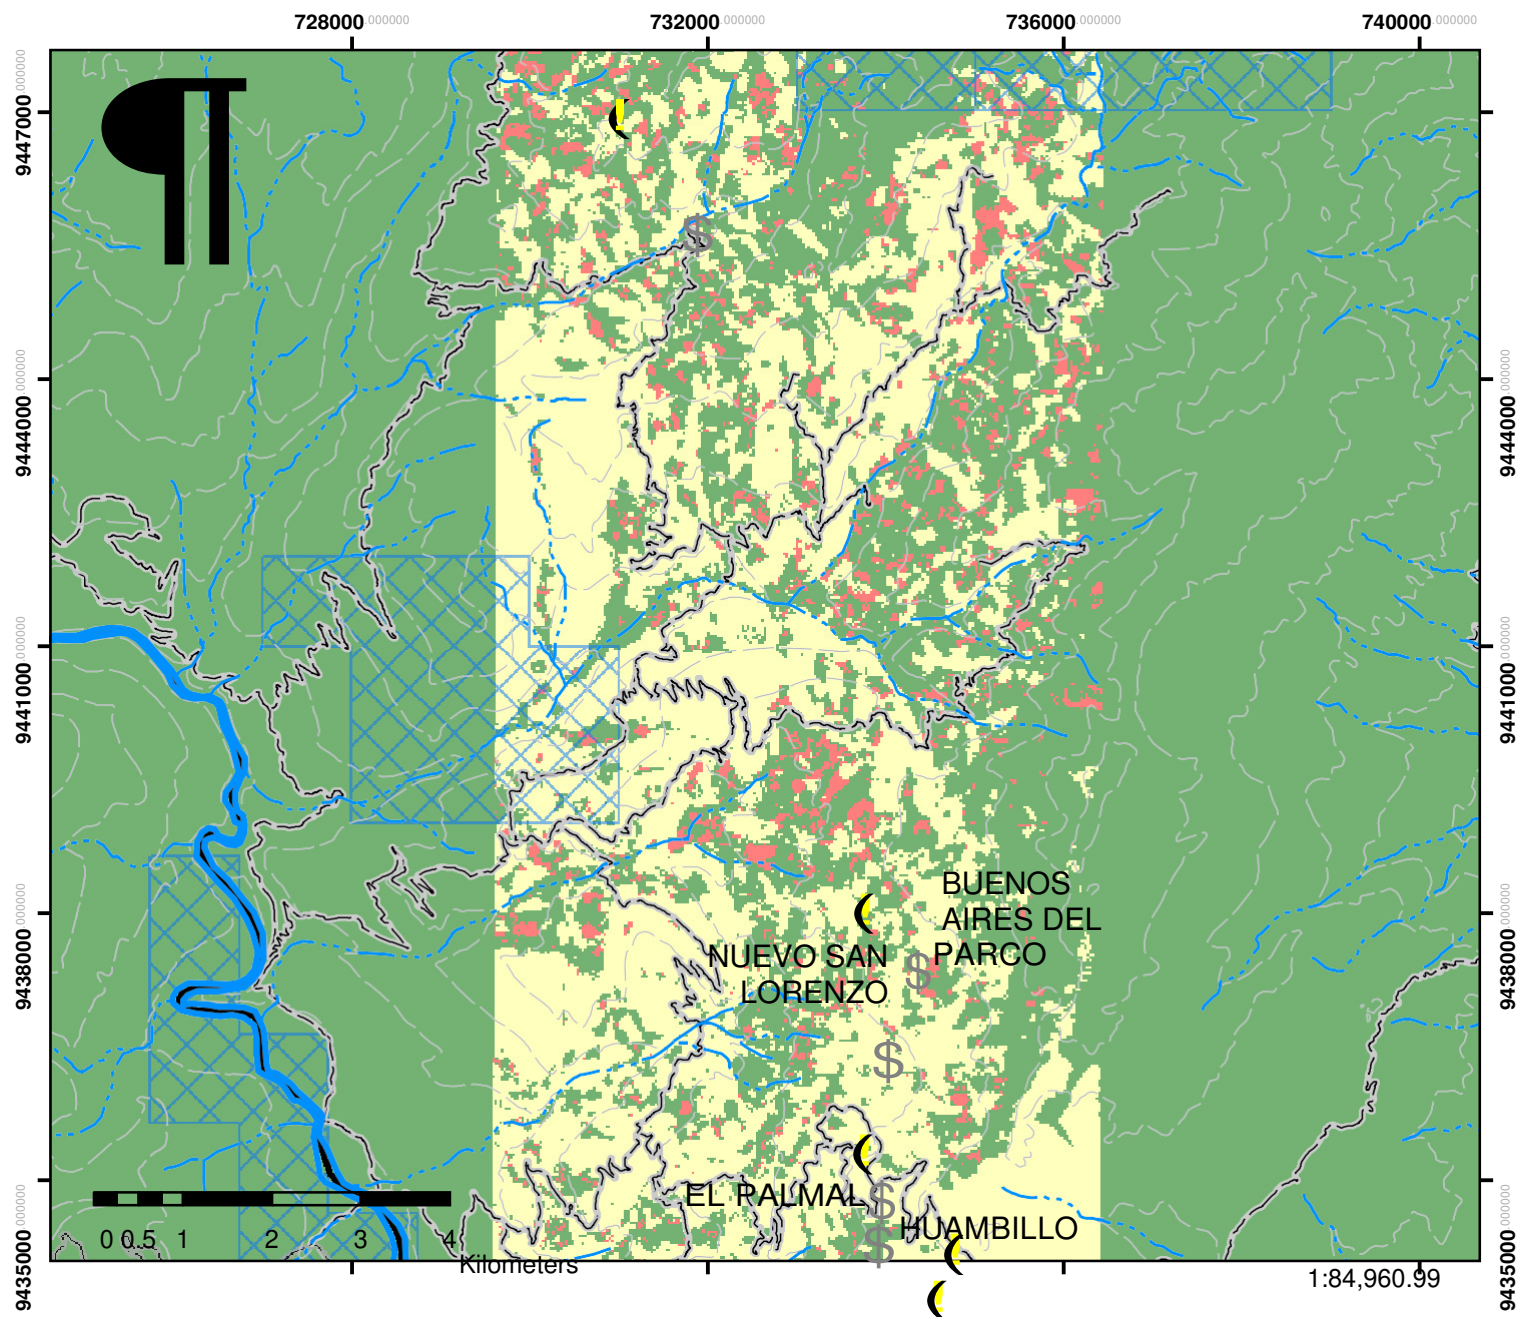 728000.000000 732000.000000 736000.000000 740000.000000
¶
9447000.000000
$
9444000.000000 9444000.000000
9441000.000000 9441000.000000
BUENOS
AIRES DEL
PARCO
NUEVO SAN
LORENZO
$
9438000.000000 9438000.000000
$
EL PALMAL
$
HUAMBILLO
$
0 0.5 1 2 3 4
Kilometers
9435000.000000 9435000.000000
1:84,960.99